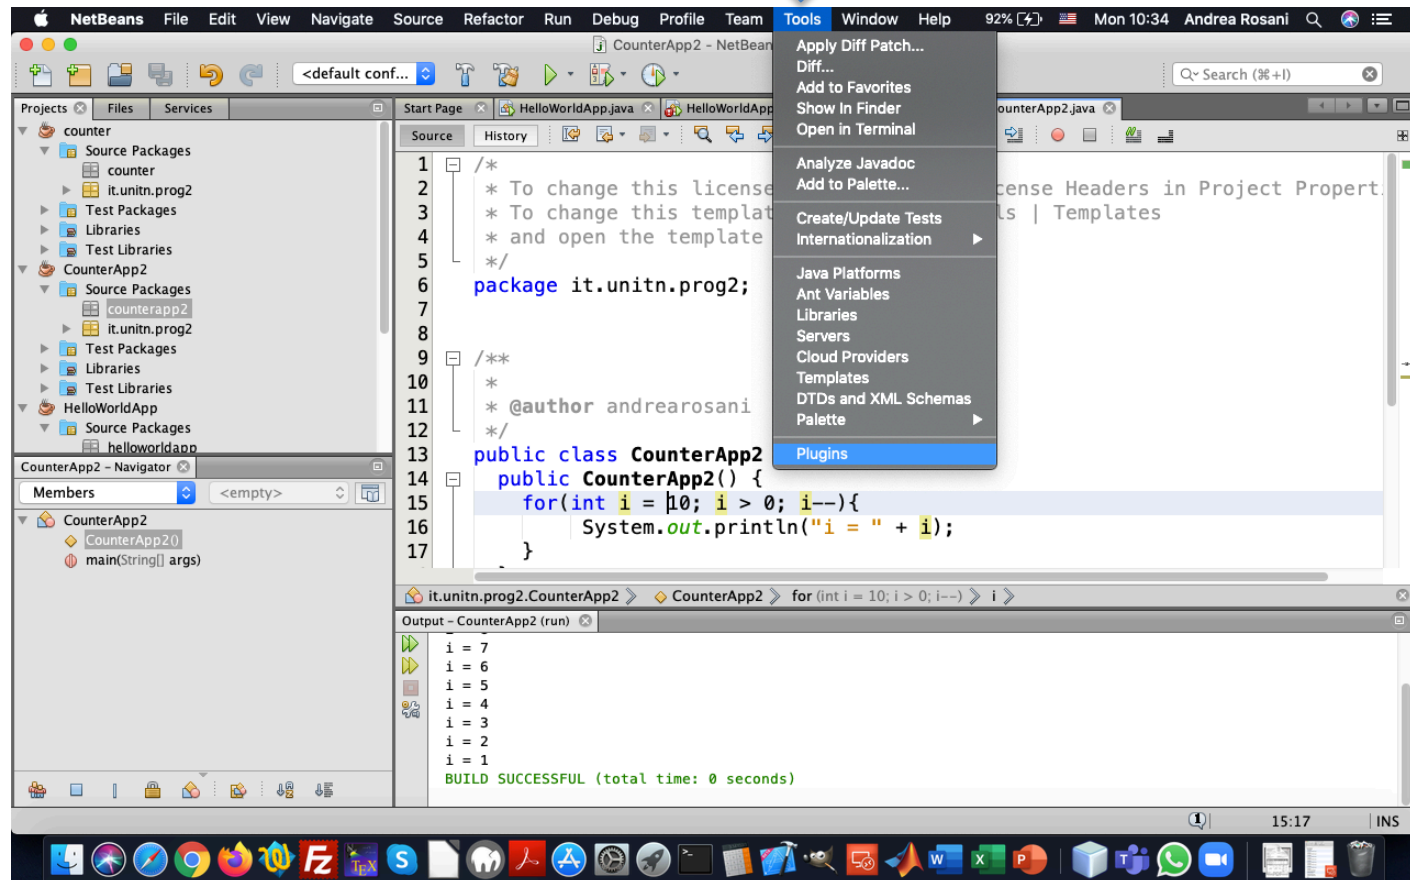 NetBeans File Edit View Navigate Source Refactor Run Debug Profile Team Tools Window Help 92% Mon 10:34 Andrea Rosani
CounterApp2 - NetBean
<default conf...
Search (⌘+I)
Projects Files Services
Start Page HelloWorldApp.java HelloWorldApp ounterApp2.java
Source History
counter
Source Packages
counter
it.unitn.prog2
Test Packages
Libraries
Test Libraries
CounterApp2
Source Packages
counterapp2
it.unitn.prog2
Test Packages
Libraries
Test Libraries
HelloWorldApp
Source Packages
helloworldapp
CounterApp2 - Navigator
Members <empty>
CounterApp2
CounterApp2()
main(String[] args)
Apply Diff Patch...
Diff...
Add to Favorites
Show In Finder
Open in Terminal
Analyze Javadoc
Add to Palette...
Create/Update Tests
Internationalization
Java Platforms
Ant Variables
Libraries
Servers
Cloud Providers
Templates
DTDs and XML Schemas
Palette
Plugins
1 /*
2 * To change this license cense Headers in Project Propert
3 * To change this templat ls | Templates
4 * and open the template
5 */
6 package it.unitn.prog2;
7
8
9 /**
10 *
11 * @author andrearosani
12 */
13 public class CounterApp2
14 public CounterApp2() {
15 for(int i = 10; i > 0; i--){
16 System.out.println("i = " + i);
17 }
it.unitn.prog2.CounterApp2 CounterApp2 for (int i = 10; i > 0; i--) i
Output - CounterApp2 (run)
i = 7
i = 6
i = 5
i = 4
i = 3
i = 2
i = 1
BUILD SUCCESSFUL (total time: 0 seconds)
15:17 INS